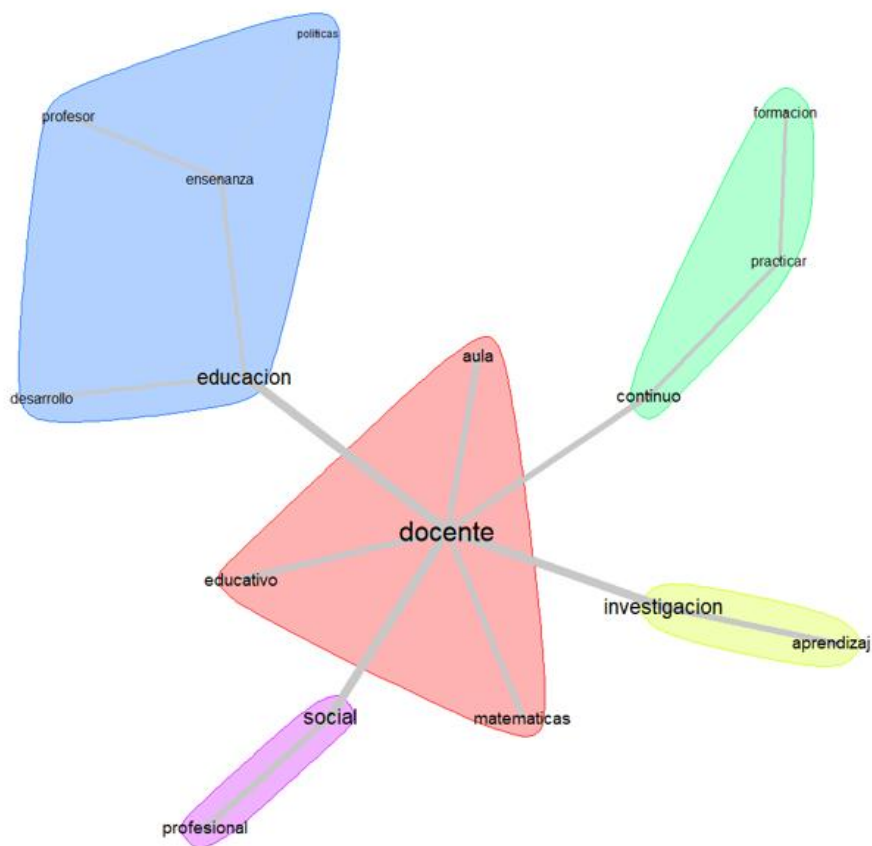 politicas
profesor
formacion
ensenanza
practicar
aula
educacion
desarrollo
continuo
docente
educativo
investigacion
aprendizaj
social
matematicas
profesional